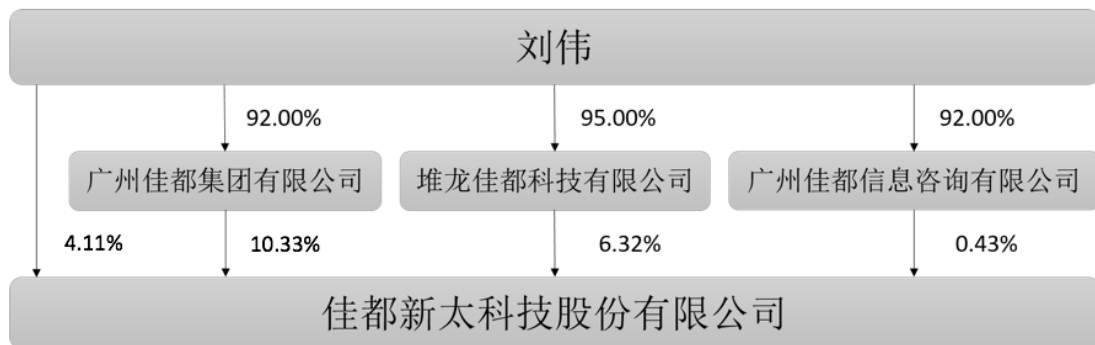 刘伟
92.00%
95.00%
92.00%
广州佳都集团有限公司
堆龙佳都科技有限公司
广州佳都信息咨询有限公司
4.11%
10.33%
6.32%
0.43%
佳都新太科技股份有限公司